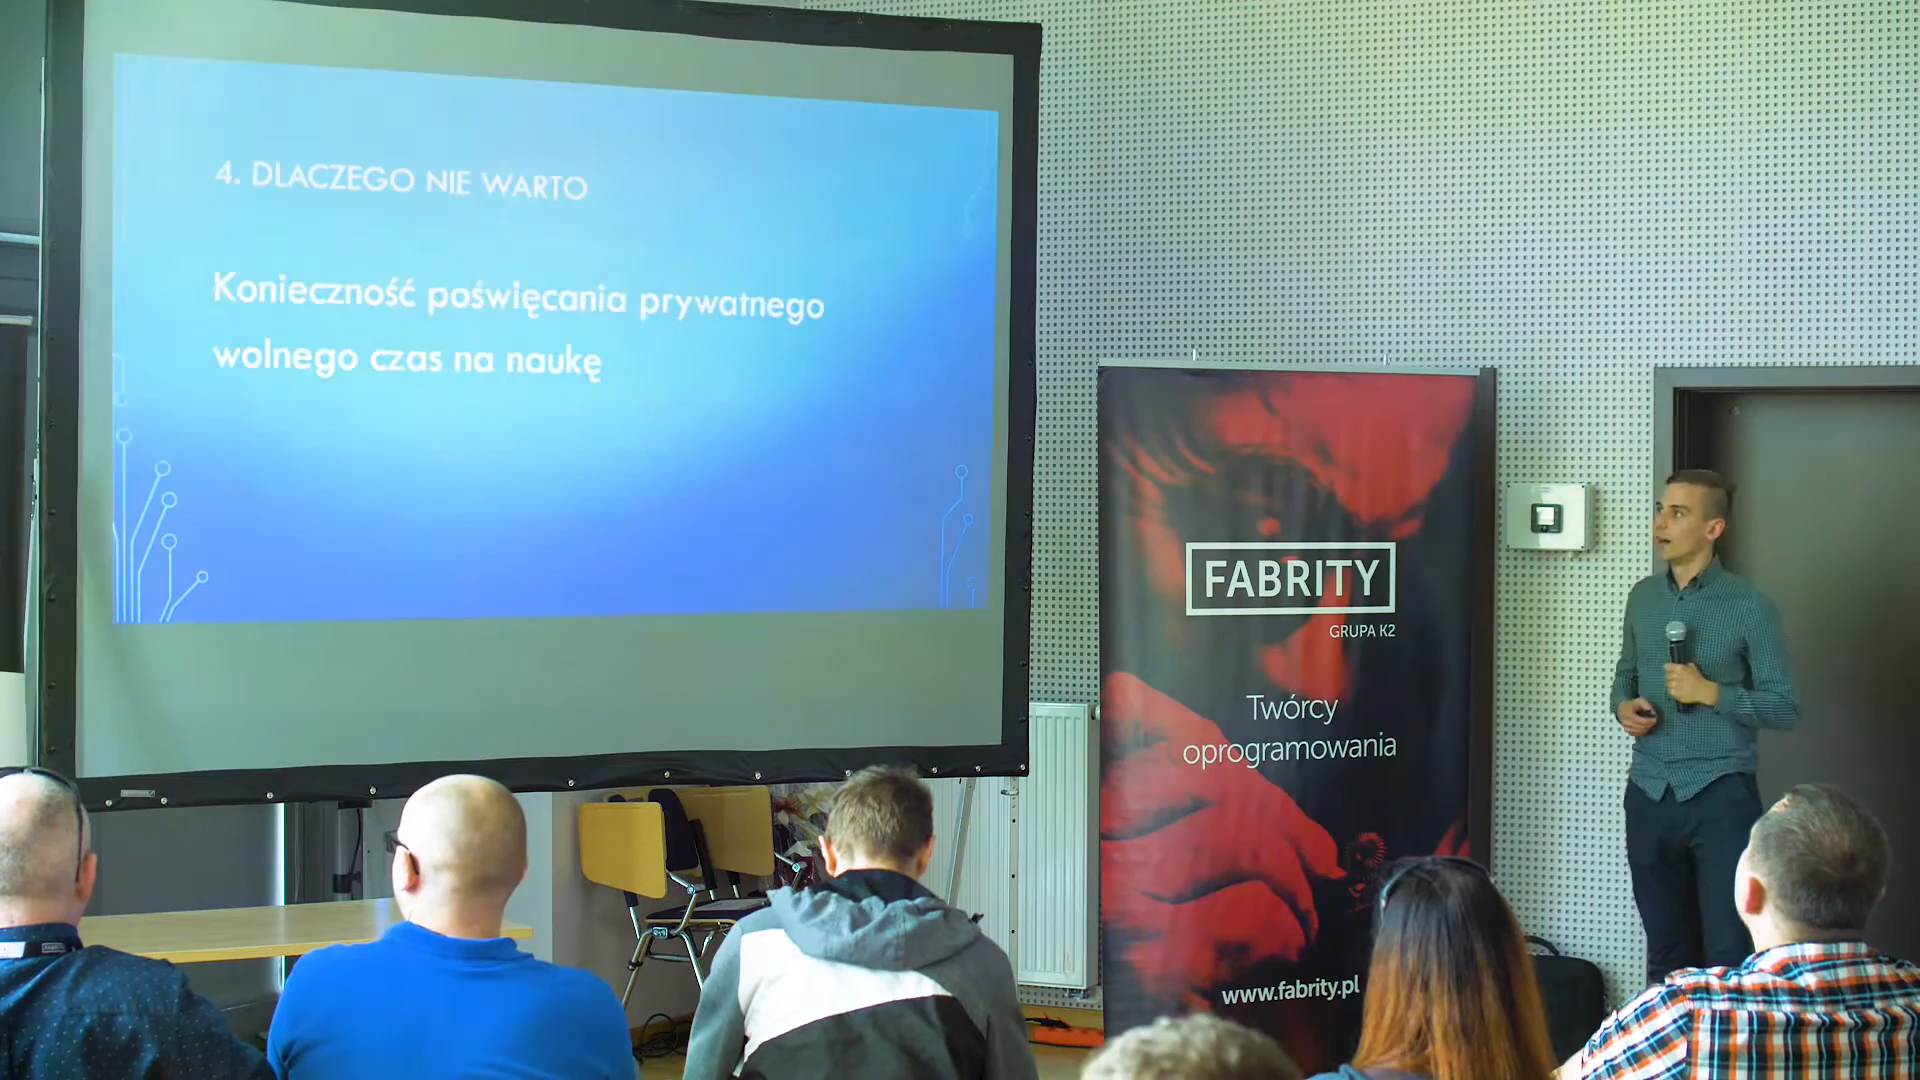 4. DLACZEGO NIE WARTO
Konieczność poświęcania prywatnego
wolnego czas na naukę
FABRITY
GRUPA K2
Twórcy
oprogramowania
www.fabrity.pl